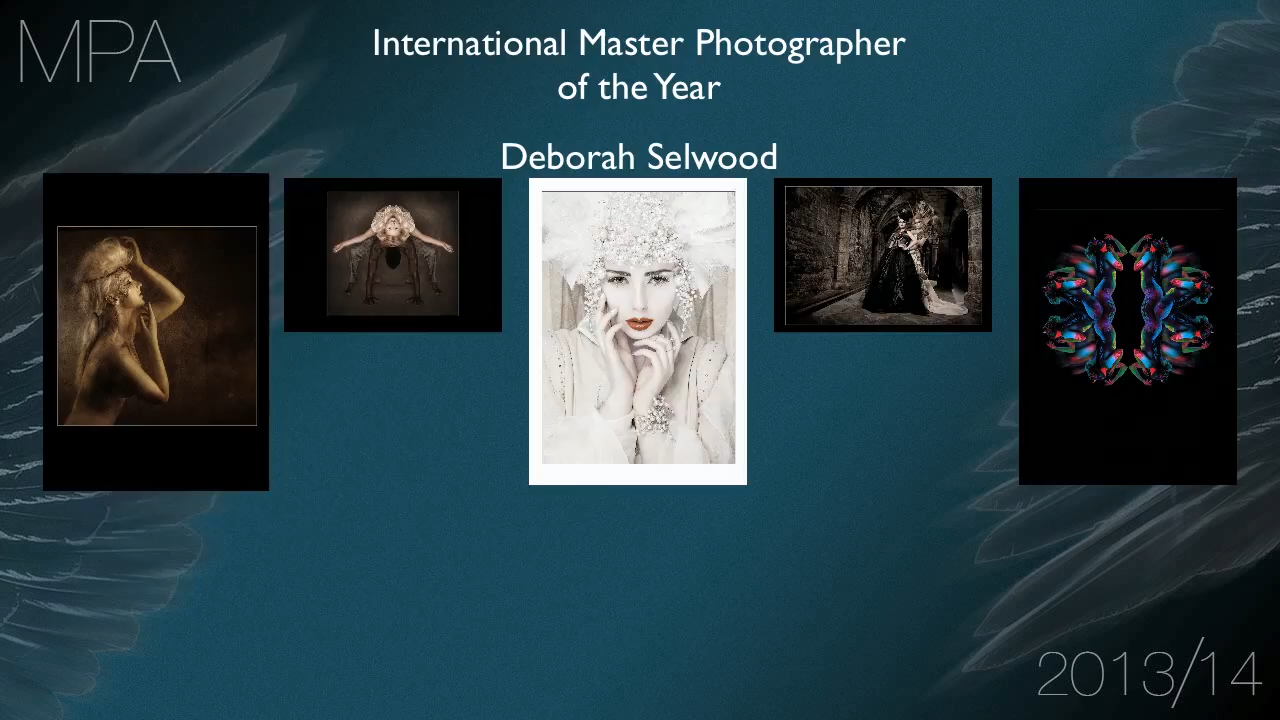 MPA
International Master Photographer
of the Year
Deborah Selwood
2013/14